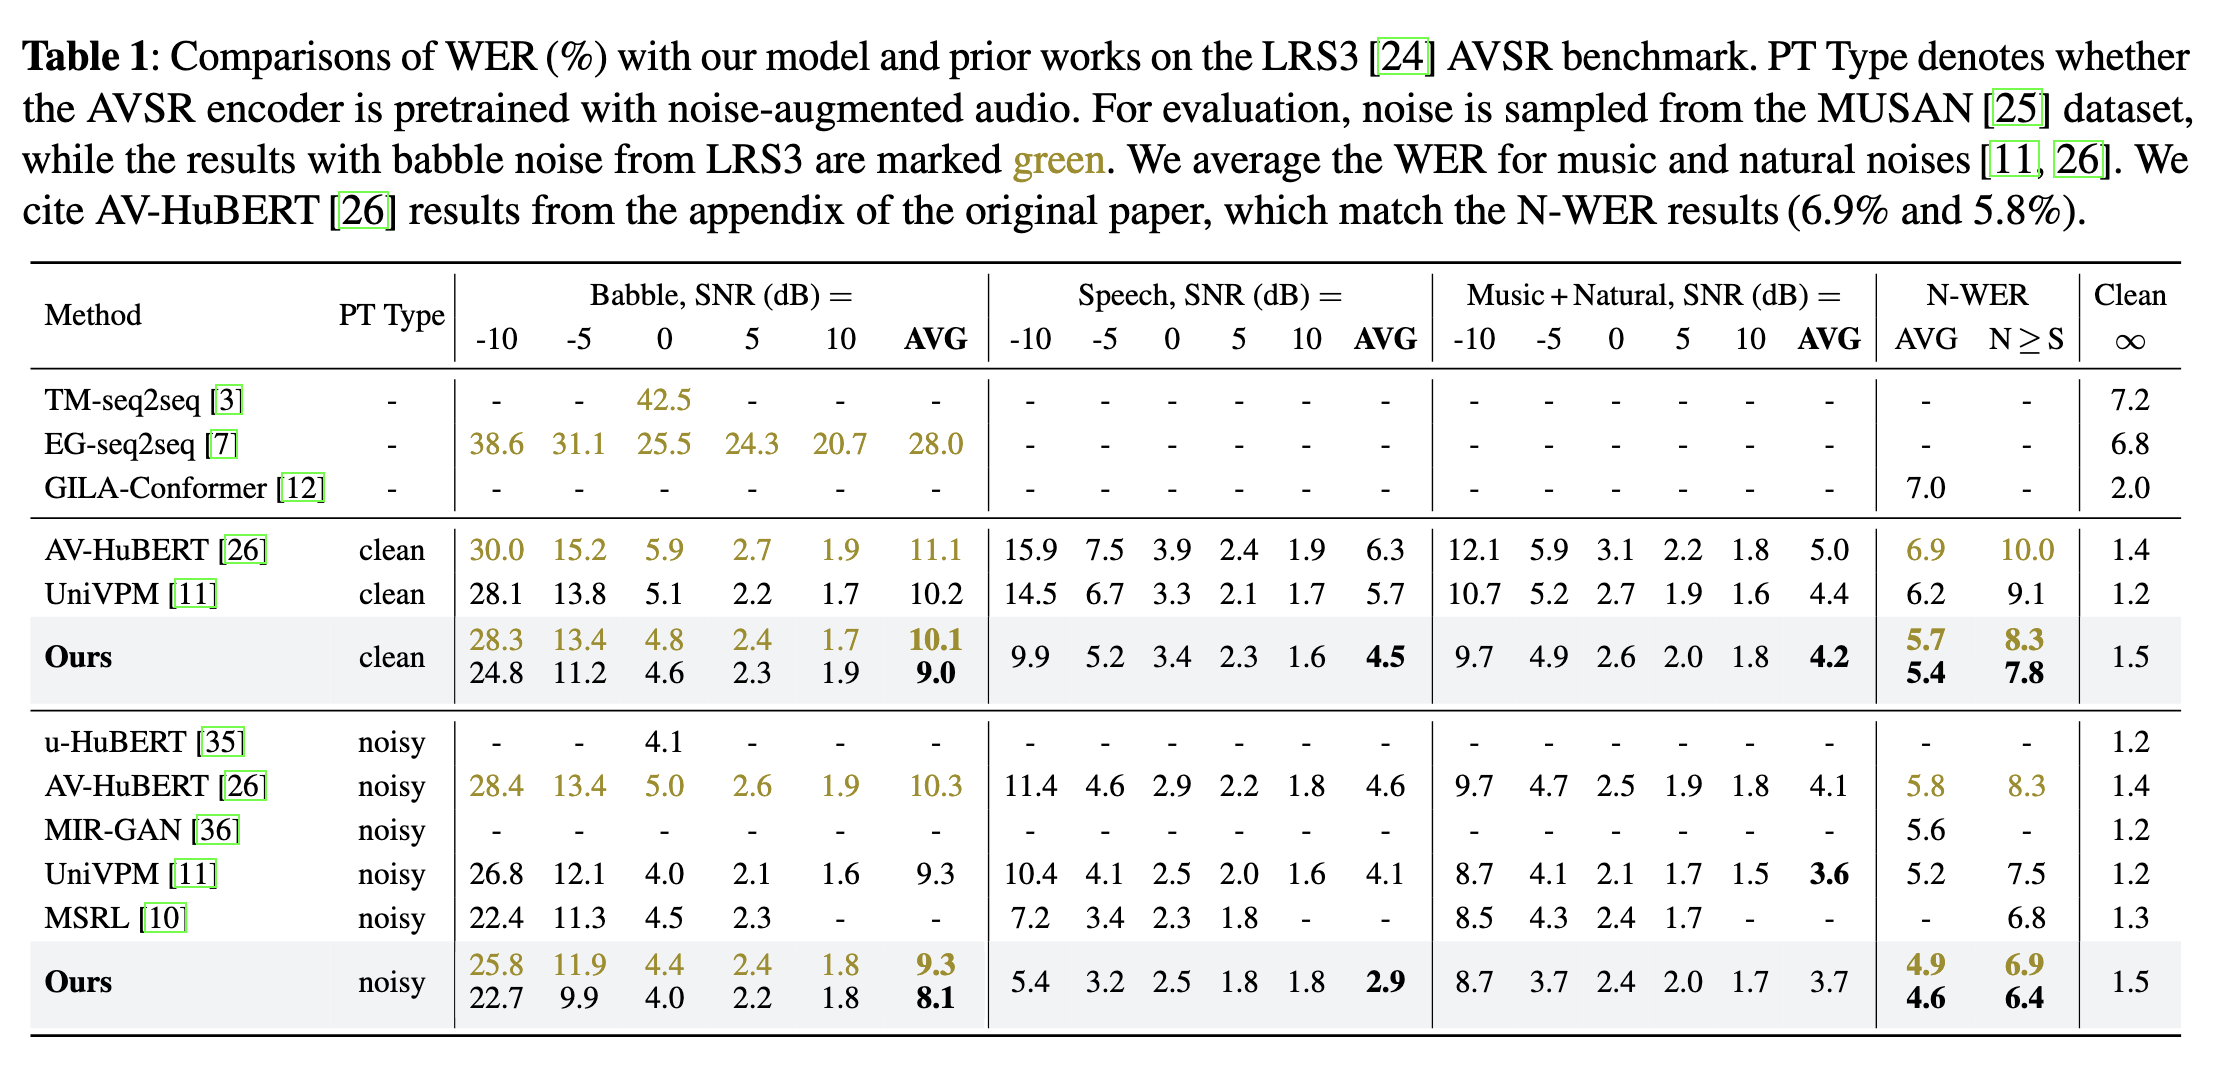 Table 1: Comparisons of WER (%) with our model and prior works on the LRS3 [24] AVSR benchmark. PT Type denotes whether
the AVSR encoder is pretrained with noise-augmented audio. For evaluation, noise is sampled from the MUSAN [25] dataset,
while the results with babble noise from LRS3 are marked green. We average the WER for music and natural noises [11, 26]. We
cite AV-HuBERT [26] results from the appendix of the original paper, which match the N-WER results (6.9% and 5.8%).
Method PT Type Babble, SNR (dB) = Speech, SNR (dB) = Music + Natural, SNR (dB) = N-WER Clean
-10 -5 0 5 10 AVG -10 -5 0 5 10 AVG -10 -5 0 5 10 AVG AVG N ≥ S ∞
TM-seq2seq [3] - - - 42.5 - - - - - - - - - - - - - - - - - 7.2
EG-seq2seq [7] - 38.6 31.1 25.5 24.3 20.7 28.0 - - - - - - - - - - - - - - 6.8
GILA-Conformer [12] - - - - - - - - - - - - - - - - - - - 7.0 - 2.0
AV-HuBERT [26] clean 30.0 15.2 5.9 2.7 1.9 11.1 15.9 7.5 3.9 2.4 1.9 6.3 12.1 5.9 3.1 2.2 1.8 5.0 6.9 10.0 1.4
UniVPM [11] clean 28.1 13.8 5.1 2.2 1.7 10.2 14.5 6.7 3.3 2.1 1.7 5.7 10.7 5.2 2.7 1.9 1.6 4.4 6.2 9.1 1.2
28.3 13.4 4.8 2.4 1.7 10.1 5.7 8.3
Ours clean 9.9 5.2 3.4 2.3 1.6 4.5 9.7 4.9 2.6 2.0 1.8 4.2 1.5
24.8 11.2 4.6 2.3 1.9 9.0 5.4 7.8
u-HuBERT [35] noisy - - 4.1 - - - - - - - - - - - - - - - - - 1.2
AV-HuBERT [26] noisy 28.4 13.4 5.0 2.6 1.9 10.3 11.4 4.6 2.9 2.2 1.8 4.6 9.7 4.7 2.5 1.9 1.8 4.1 5.8 8.3 1.4
MIR-GAN [36] noisy - - - - - - - - - - - - - - - - - - 5.6 - 1.2
UniVPM [11] noisy 26.8 12.1 4.0 2.1 1.6 9.3 10.4 4.1 2.5 2.0 1.6 4.1 8.7 4.1 2.1 1.7 1.5 3.6 5.2 7.5 1.2
MSRL [10] noisy 22.4 11.3 4.5 2.3 - - 7.2 3.4 2.3 1.8 - - 8.5 4.3 2.4 1.7 - - - 6.8 1.3
25.8 11.9 4.4 2.4 1.8 9.3 4.9 6.9
Ours noisy 5.4 3.2 2.5 1.8 1.8 2.9 8.7 3.7 2.4 2.0 1.7 3.7 1.5
22.7 9.9 4.0 2.2 1.8 8.1 4.6 6.4